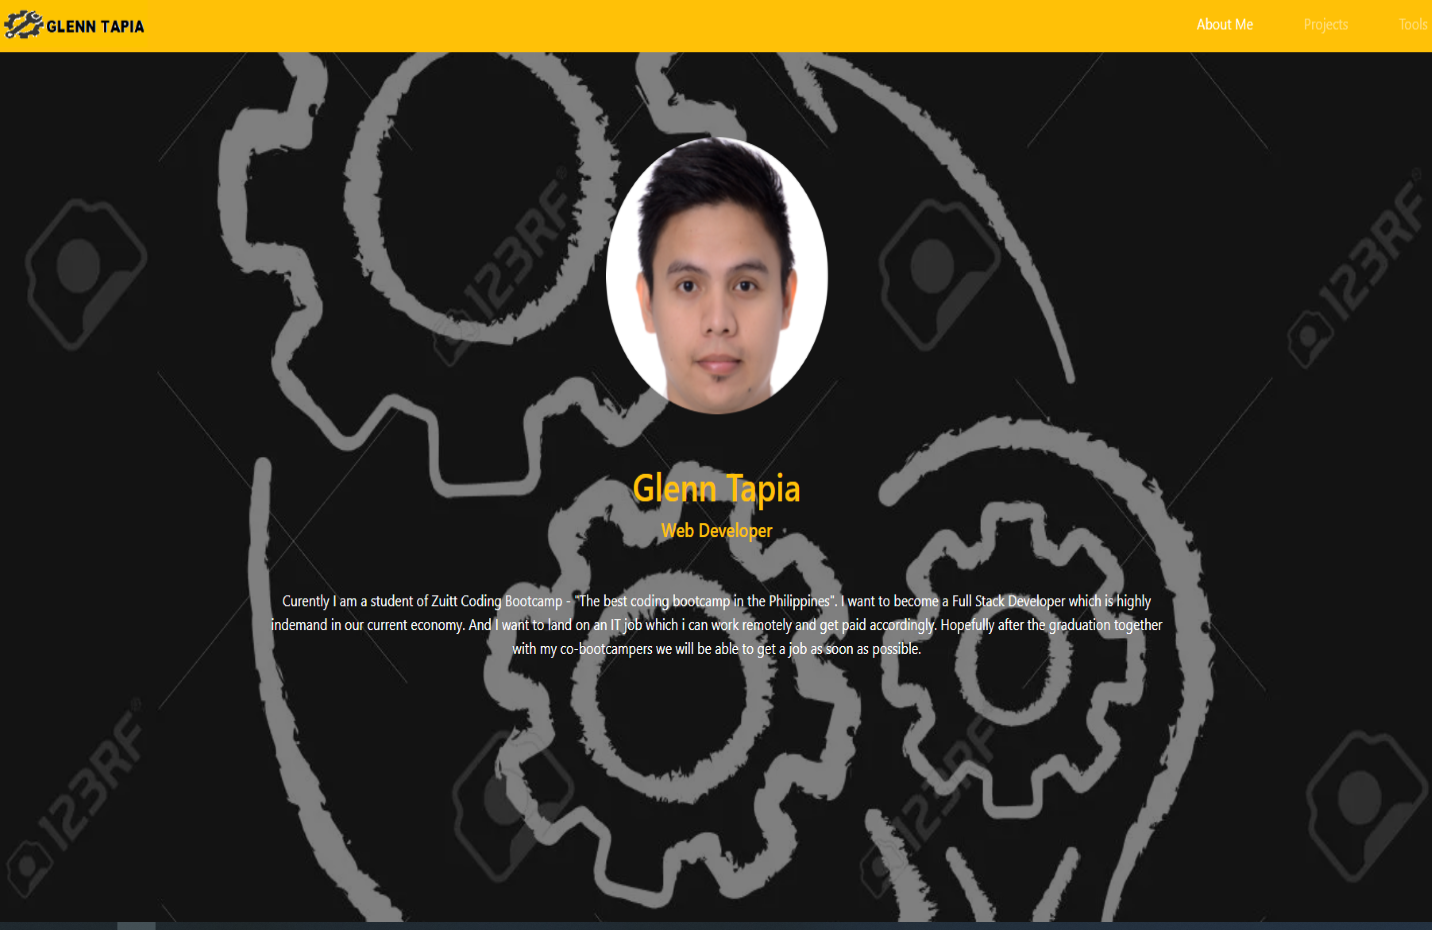 GLENN TAPIA
About Me
Projects
Tools
123RF
123RF
Glenn Tapia
Web Developer
Curently I am a student of Zuitt Coding Bootcamp - "The best coding bootcamp in the Philippines". I want to become a Full Stack Developer which is highly
indemand in our current economy. And I want to land on an IT job which i can work remotely and get paid accordingly. Hopefully after the graduation together
with my co-bootcampers we will be able to get a job as soon as possible.
123RF
123RF